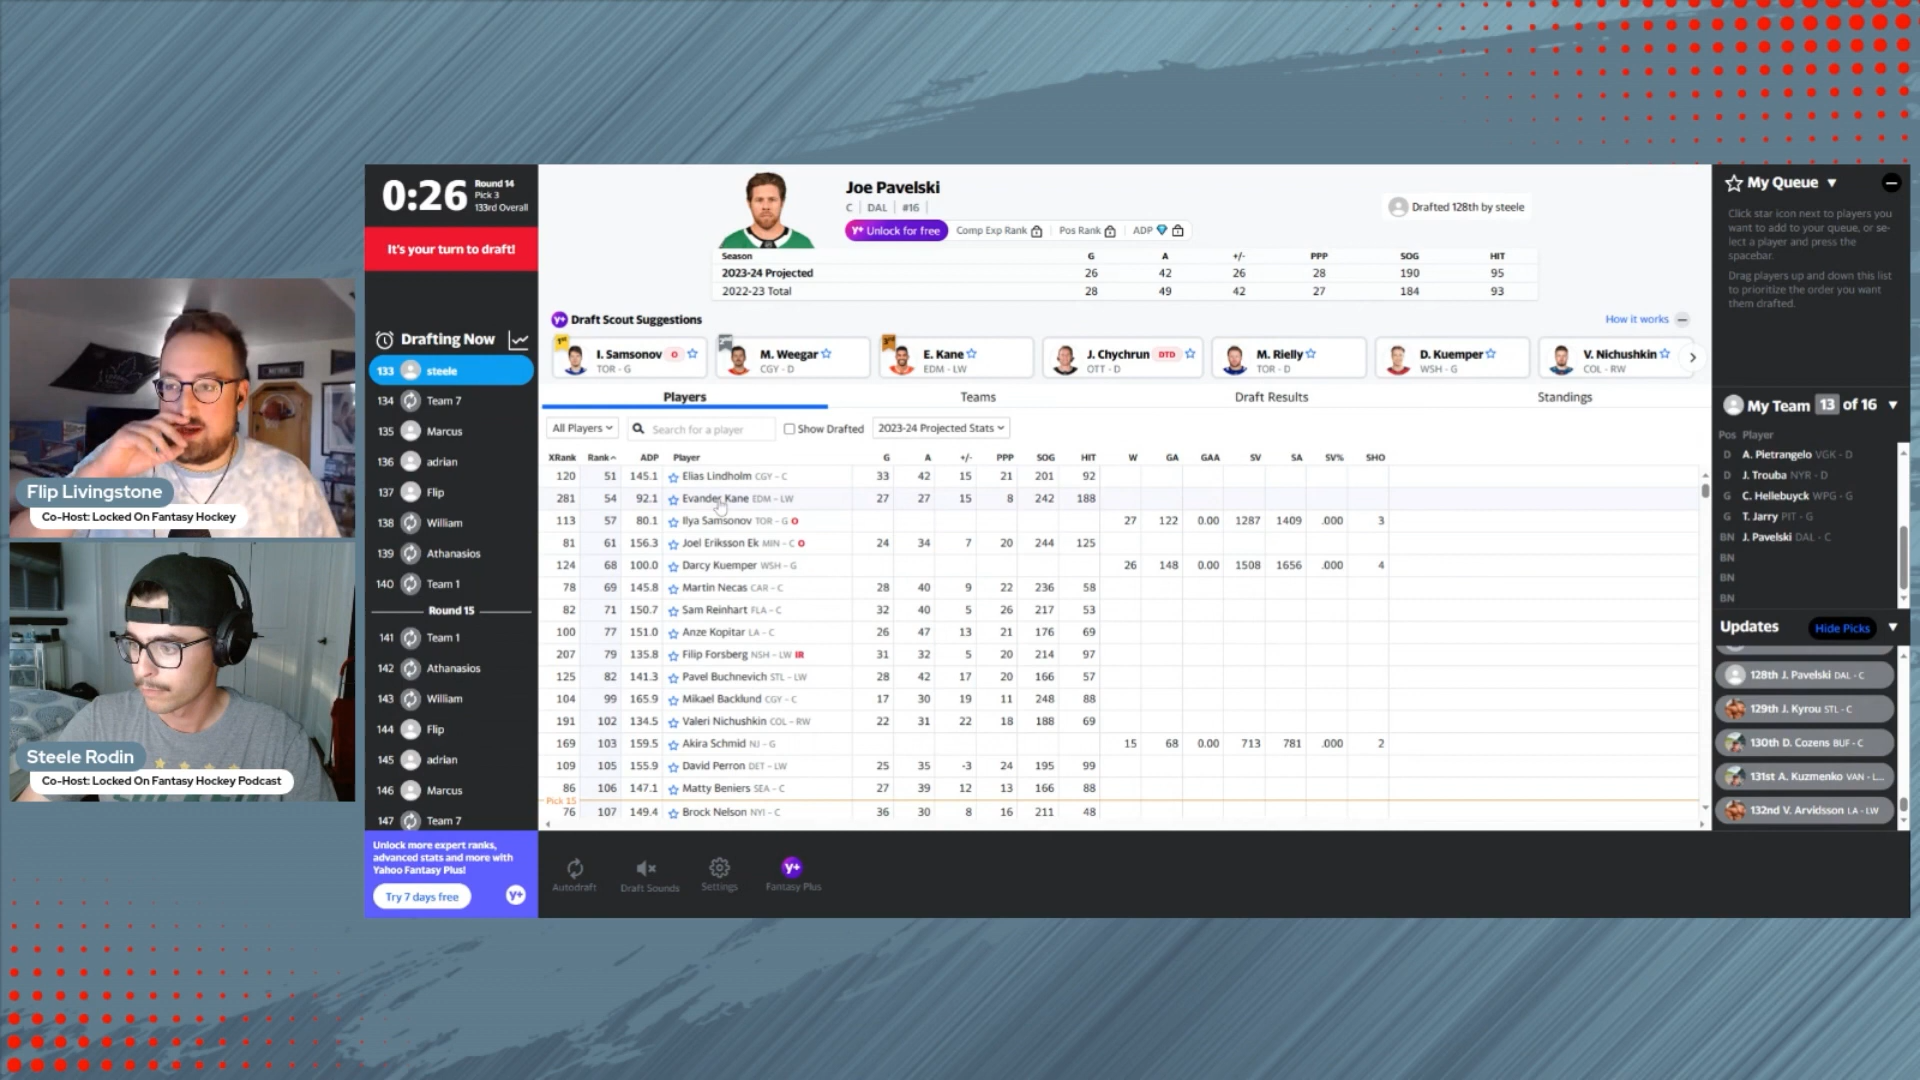 0:26
Round 14
Pick 3
133rd Overall
It's your turn to draft!
Drafting Now
133 steele
134 Team 7
135 Marcus
136 adrian
137 Flip
138 William
139 Athanasios
140 Team 1
Round 15
141 Team 1
142 Athanasios
143 William
144 Flip
145 adrian
146 Marcus
147 Team 7
Unlock more expert ranks,
advanced stats and more with
Yahoo Fantasy Plus!
Try 7 days free
y+
Flip Livingstone
Co-Host: Locked On Fantasy Hockey
Steele Rodin
Co-Host: Locked On Fantasy Hockey Podcast
Joe Pavelski
C | DAL | #16
Y+ Unlock for free Comp Exp Rank Pos Rank ADP
Drafted 128th by steele
Season G A +/- PPP SOG HIT
2023-24 Projected 26 42 26 28 190 95
2022-23 Total 28 49 42 27 184 93
Draft Scout Suggestions
How it works
I. Samsonov O
TOR - G
M. Weegar
CGY - D
E. Kane
EDM - LW
J. Chychrun DTD
OTT - D
M. Rielly
TOR - D
D. Kuemper
WSH - G
V. Nichushkin
COL - RW
Players Teams Draft Results Standings
All Players Search for a player Show Drafted 2023-24 Projected Stats
XRank Rank ADP Player G A +/- PPP SOG HIT W GA GAA SV SA SV% SHO
120 51 145.1 Elias Lindholm CGY - C 33 42 15 21 201 92
281 54 92.1 Evander Kane EDM - LW 27 27 15 8 242 188
113 57 80.1 Ilya Samsonov TOR - G O 27 122 0.00 1287 1409 .000 3
81 61 156.3 Joel Eriksson Ek MIN - C O 24 34 7 20 244 125
124 68 100.0 Darcy Kuemper WSH - G 26 148 0.00 1508 1656 .000 4
78 69 145.8 Martin Necas CAR - C 28 40 9 22 236 58
82 71 150.7 Sam Reinhart FLA - C 32 40 5 26 217 53
100 77 151.0 Anze Kopitar LA - C 26 47 13 21 176 69
207 79 135.8 Filip Forsberg NSH - LW IR 31 32 5 20 214 97
125 82 141.3 Pavel Buchnevich STL - LW 28 42 17 20 166 57
104 99 165.9 Mikael Backlund CGY - C 17 30 19 11 248 88
191 102 134.5 Valeri Nichushkin COL - RW 22 31 22 18 188 69
169 103 159.5 Akira Schmid NJ - G 15 68 0.00 713 781 .000 2
109 105 155.9 David Perron DET - LW 25 35 -3 24 195 99
86 106 147.1 Matty Beniers SEA - C 27 39 12 13 166 88
Pick 15
76 107 149.4 Brock Nelson NYI - C 36 30 8 16 211 48
Autodraft
Draft Sounds
Settings
Y+
Fantasy Plus
My Queue
Click star icon next to players you
want to add to your queue, or se-
lect a player and press the
spacebar.
Drag players up and down this list
to prioritize the order you want
them drafted.
My Team 13 of 16
Pos Player
D A. Pietrangelo VGK - D
D J. Trouba NYR - D
G C. Hellebuyck WPG - G
G T. Jarry PIT - G
BN J. Pavelski DAL - C
BN
BN
BN
Updates Hide Picks
128th J. Pavelski DAL - C
129th J. Kyrou STL - C
130th D. Cozens BUF - C
131st A. Kuzmenko VAN - L...
132nd V. Arvidsson LA - LW